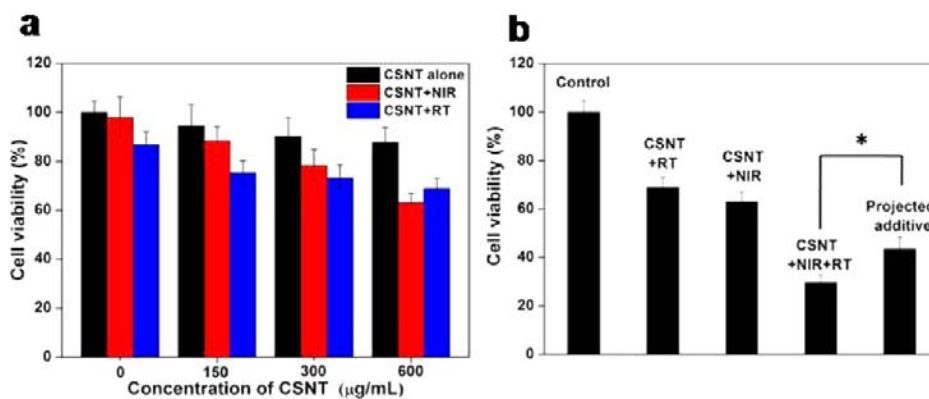 a
120
100
80
60
40
20
0
Cell viability (%)
CSNT alone
CSNT+NIR
CSNT+RT
0 150 300 600
Concentration of CSNT (μg/mL)
b
120
100
80
60
40
20
0
Cell viability (%)
Control
CSNT
+RT
CSNT
+NIR
CSNT
+NIR+RT
*
Projected
additive